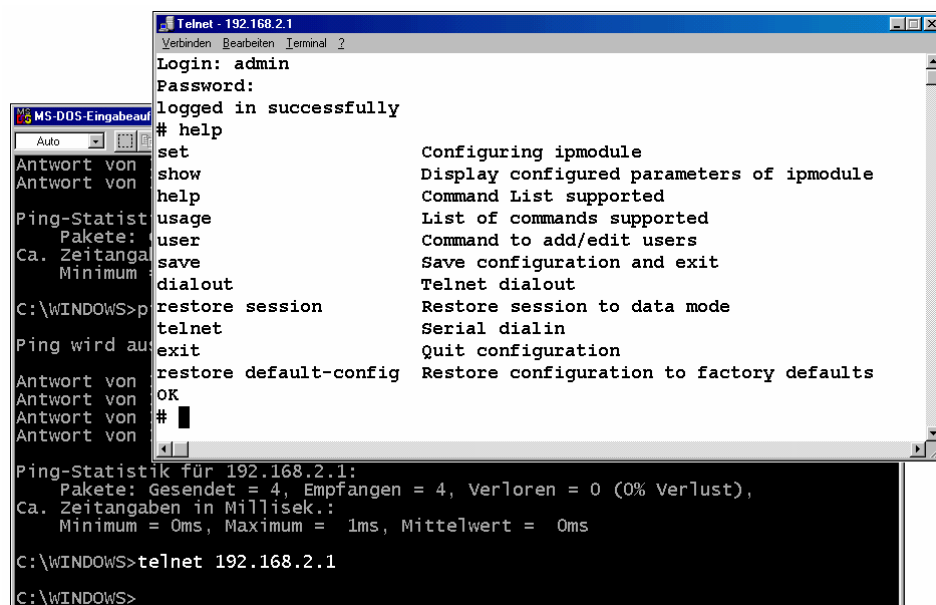 Telnet - 192.168.2.1
Verbinden Bearbeiten Terminal ?
Login: admin
Password:
logged in successfully
# help
set Configuring ipmodule
show Display configured parameters of ipmodule
help Command List supported
usage List of commands supported
user Command to add/edit users
save Save configuration and exit
dialout Telnet dialout
restore session Restore session to data mode
telnet Serial dialin
exit Quit configuration
restore default-config Restore configuration to factory defaults
OK
#
MS-DOS-Eingabeauf
Auto
Antwort von
Antwort von
Ping-Statist
Pakete:
Ca. Zeitangab
Minimum =
C:\WINDOWS>p
Ping wird aus
Antwort von
Antwort von
Antwort von
Antwort von
Ping-Statistik für 192.168.2.1:
Pakete: Gesendet = 4, Empfangen = 4, Verloren = 0 (0% Verlust),
Ca. Zeitangaben in Millisek.:
Minimum = 0ms, Maximum = 1ms, Mittelwert = 0ms
C:\WINDOWS>telnet 192.168.2.1
C:\WINDOWS>